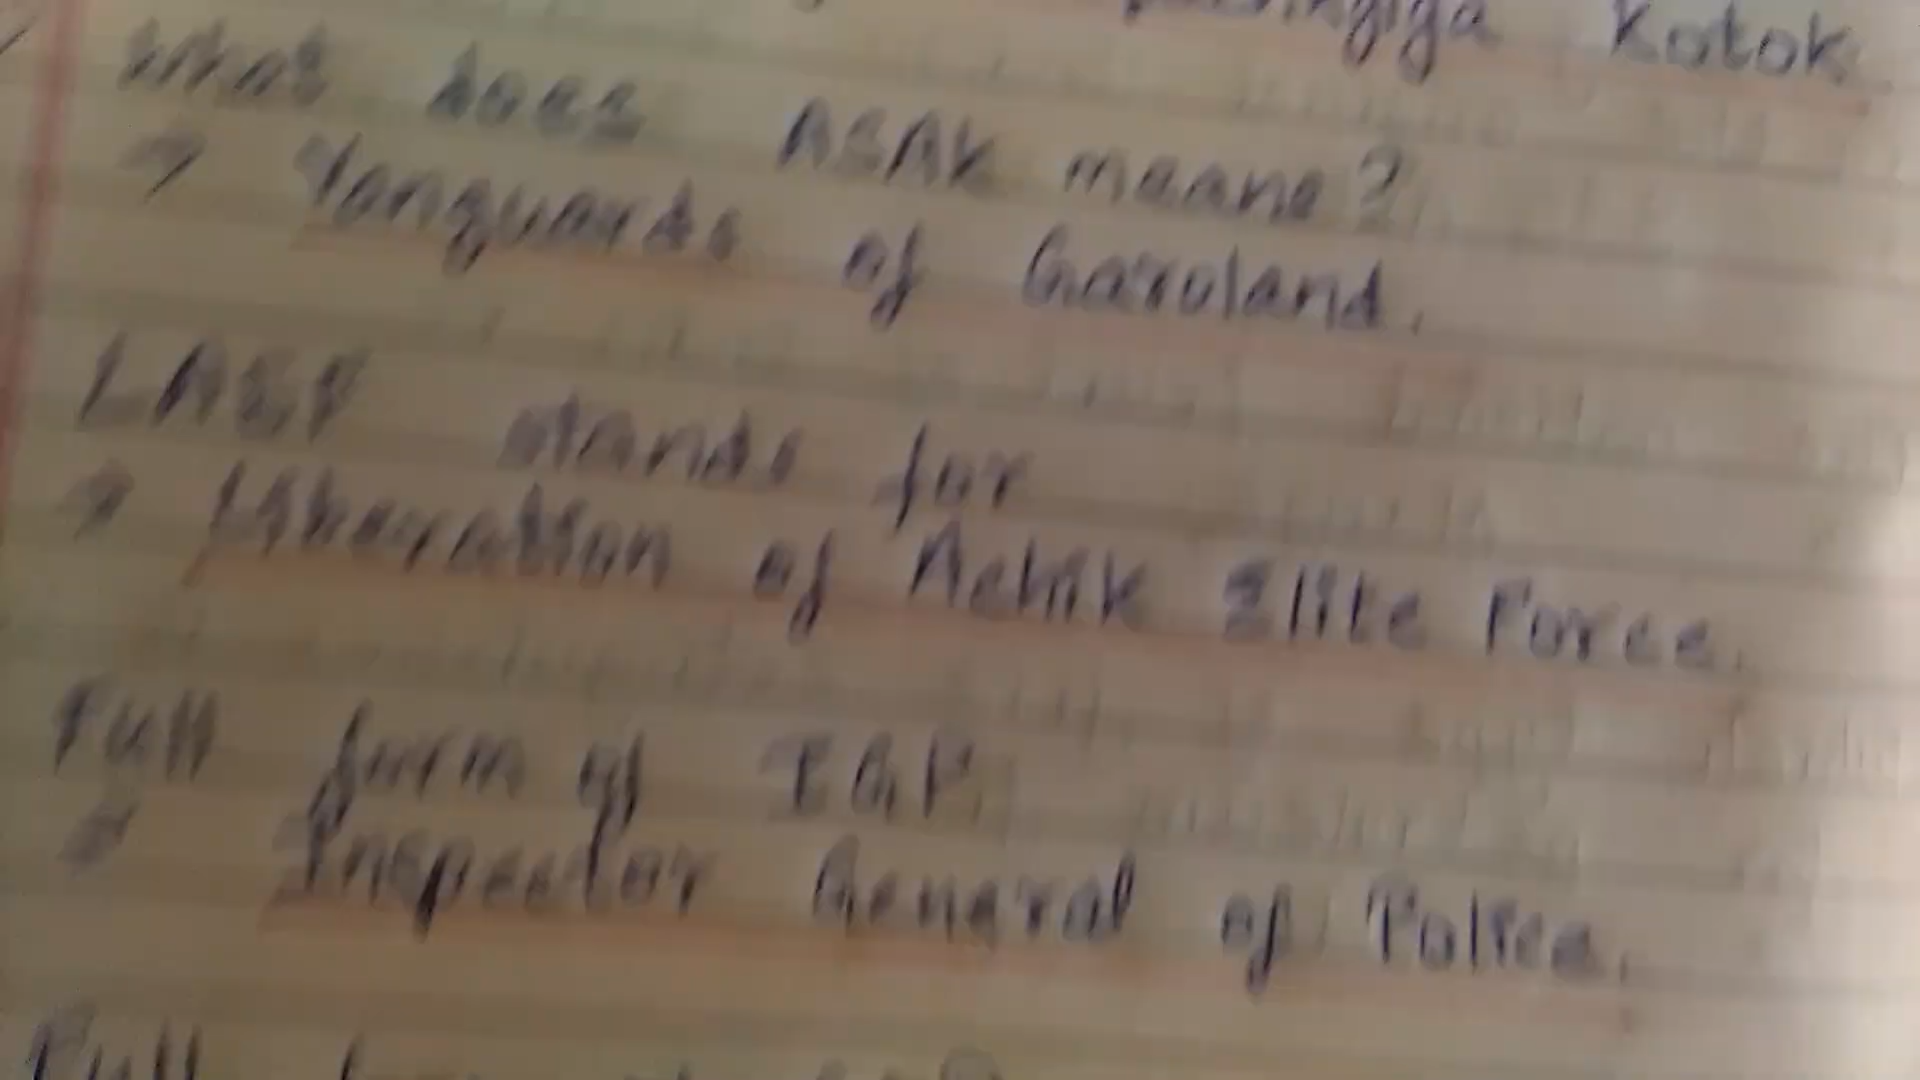 Kotok.
What does ASAK means?
→ Vanguards of Garoland.
LAEF stands for
→ Liberation of Achik Elite Force.
Full form of IGP.
→ Inspector General of Police.
Full